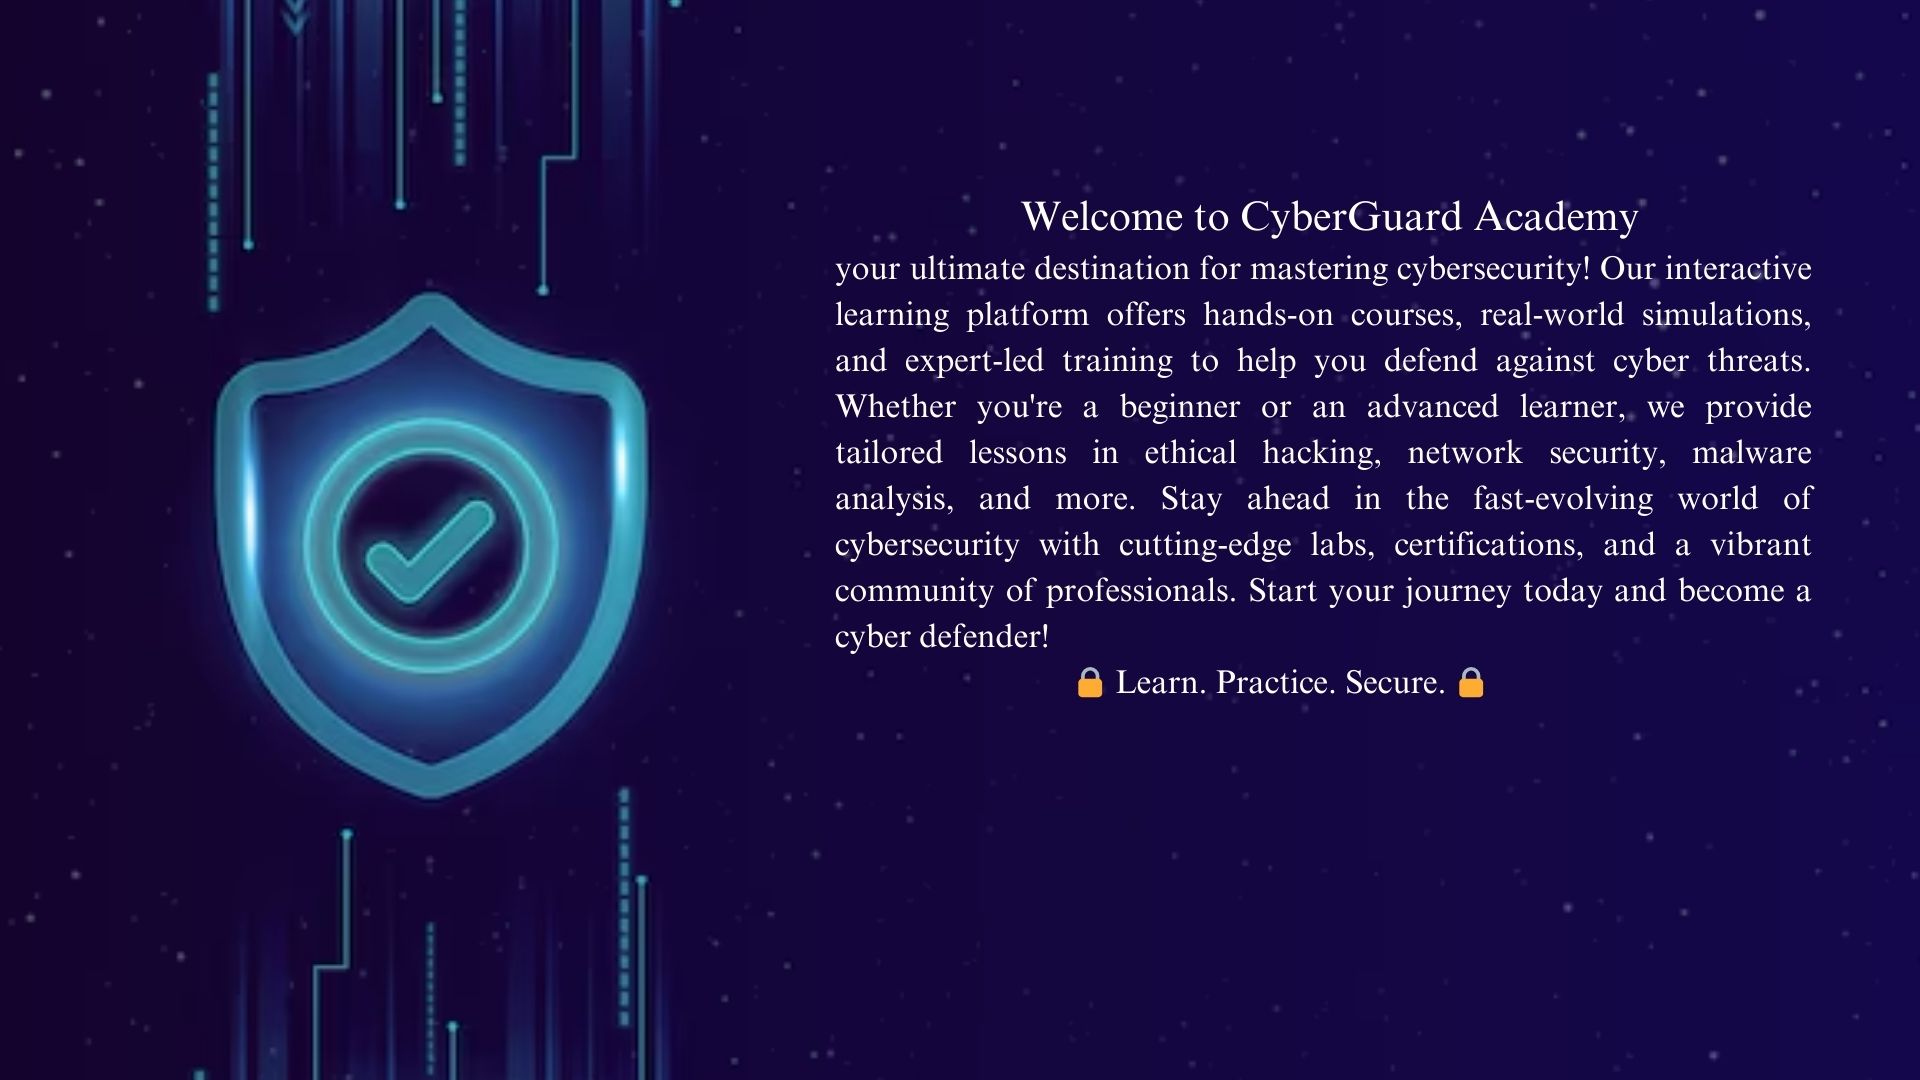 Welcome to CyberGuard Academy
your ultimate destination for mastering cybersecurity! Our interactive
learning platform offers hands-on courses, real-world simulations,
and expert-led training to help you defend against cyber threats.
Whether you're a beginner or an advanced learner, we provide
tailored lessons in ethical hacking, network security, malware
analysis, and more. Stay ahead in the fast-evolving world of
cybersecurity with cutting-edge labs, certifications, and a vibrant
community of professionals. Start your journey today and become a
cyber defender!
🔒 Learn. Practice. Secure. 🔒